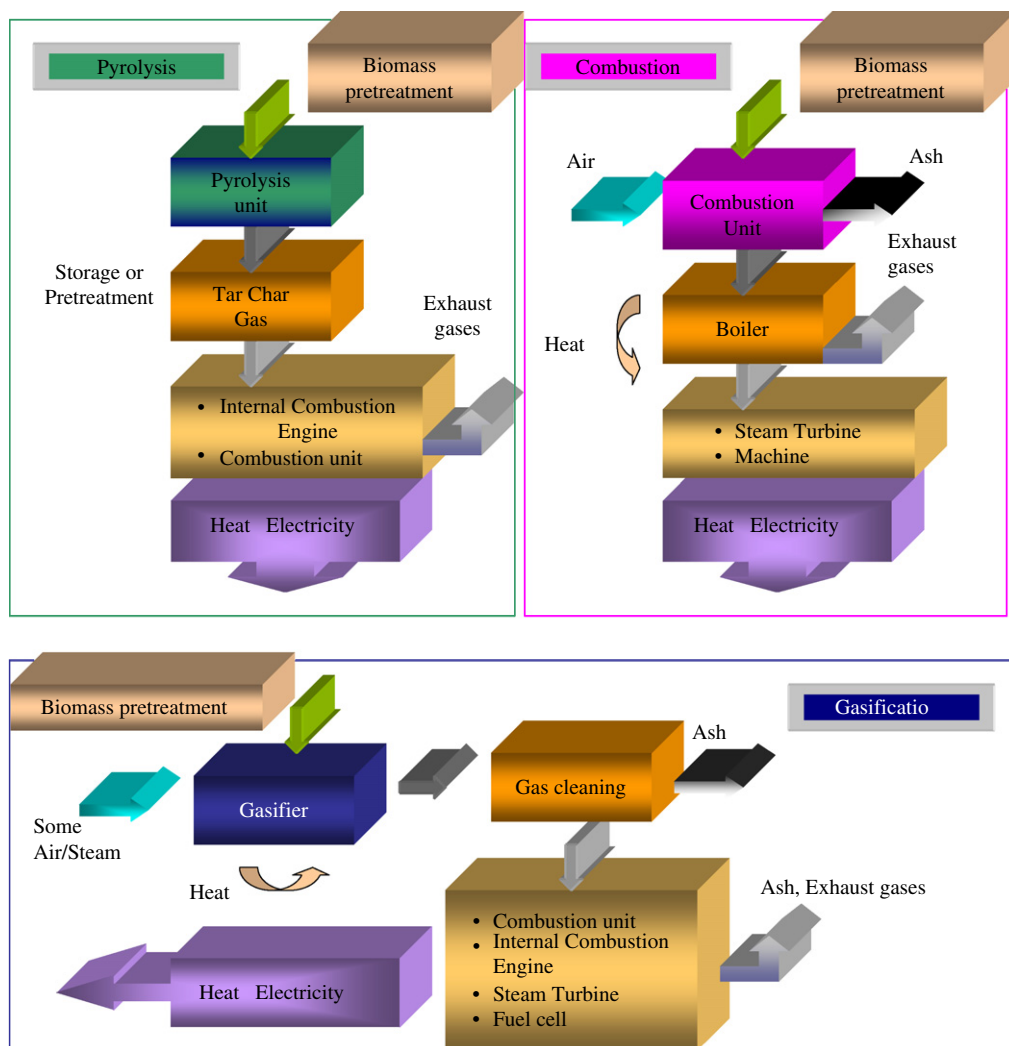 Pyrolysis
Biomass
pretreatment
Pyrolysis
unit
Storage or
Pretreatment
Tar Char
Gas
Exhaust
gases
• Internal Combustion
Engine
• Combustion unit
Heat Electricity
Combustion
Biomass
pretreatment
Air
Ash
Combustion
Unit
Exhaust
gases
Heat
Boiler
• Steam Turbine
• Machine
Heat Electricity
Biomass pretreatment
Gasificatio
Some
Air/Steam
Gasifier
Heat
Gas cleaning
Ash
Ash, Exhaust gases
• Combustion unit
• Internal Combustion
Engine
• Steam Turbine
• Fuel cell
Heat Electricity